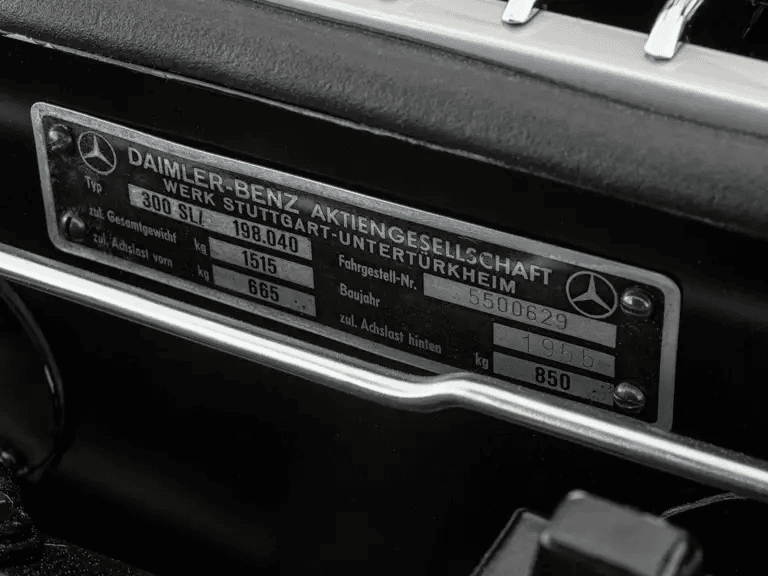 DAIMLER-BENZ AKTIENGESELLSCHAFT
WERK STUTTGART-UNTERTÜRKHEIM
Typ 300 SL/ 198.040 Fahrgestell-Nr. 5500629
zul. Gesamtgewicht kg 1515 Baujahr
zul. Achslast vorn kg 665 zul. Achslast hinten kg 850